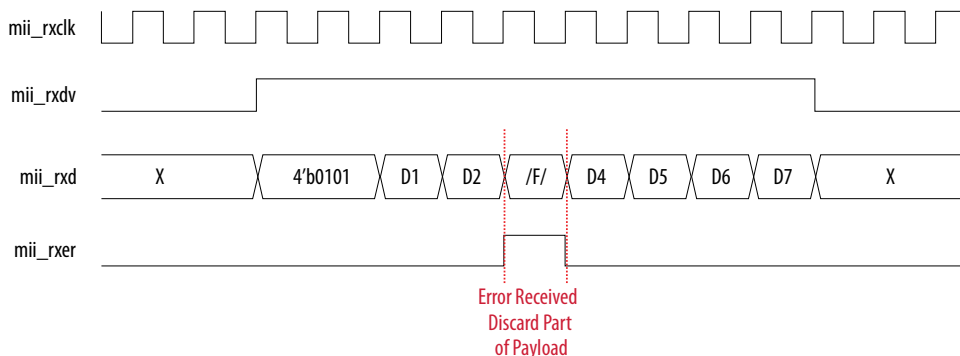 mii_rxclk
mii_rxdv
mii_rxd X 4'b0101 D1 D2 /F/ D4 D5 D6 D7 X
mii_rxer
Error Received
Discard Part
of Payload